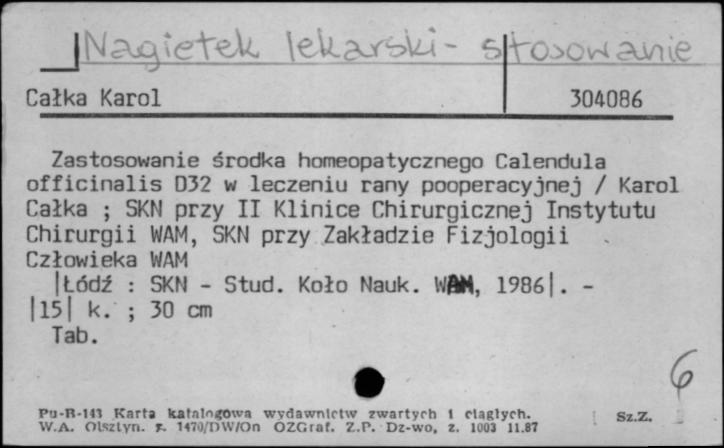 Nagietek lekarski - stosowanie
Całka Karol 304086
Zastosowanie środka homeopatycznego Calendula
officinalis D32 w leczeniu rany pooperacyjnej / Karol
Całka ; SKN przy II Klinice Chirurgicznej Instytutu
Chirurgii WAM, SKN przy Zakładzie Fizjologii
Człowieka WAM
|Łódź : SKN - Stud. Koło Nauk. WAM, 1986|. -
|15| k. ; 30 cm
Tab.
6
Pu-B-143 Karta katalogowa wydawnictw zwartych i ciągłych.
W.A. Olsztyn. z. 1470/DW/On OZGraf. Z.P. Dz-wo, z. 1003 11.87
Sz.Z.